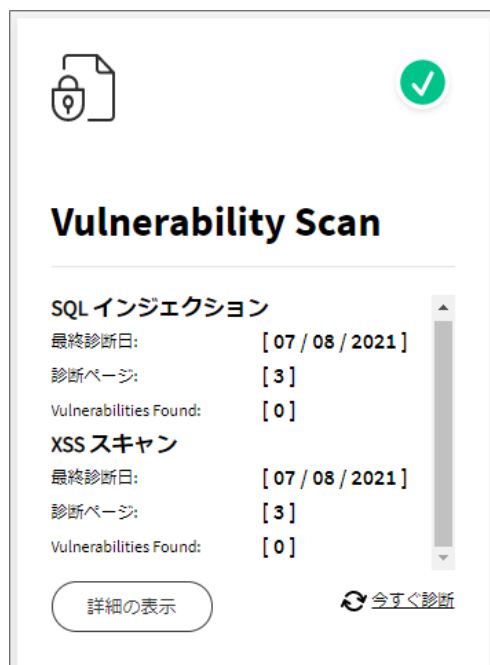 Vulnerability Scan
SQL インジェクション
最終診断日: [ 07 / 08 / 2021 ]
診断ページ: [ 3 ]
Vulnerabilities Found: [ 0 ]
XSS スキャン
最終診断日: [ 07 / 08 / 2021 ]
診断ページ: [ 3 ]
Vulnerabilities Found: [ 0 ]
詳細の表示 今すぐ診断